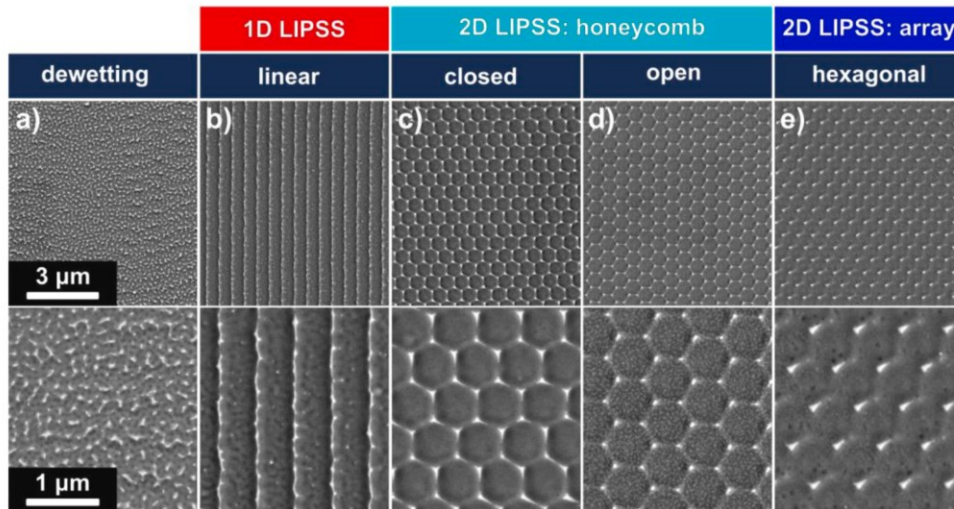 1D LIPSS 2D LIPSS: honeycomb 2D LIPSS: array
dewetting linear closed open hexagonal
a) b) c) d) e)
3 µm
1 µm